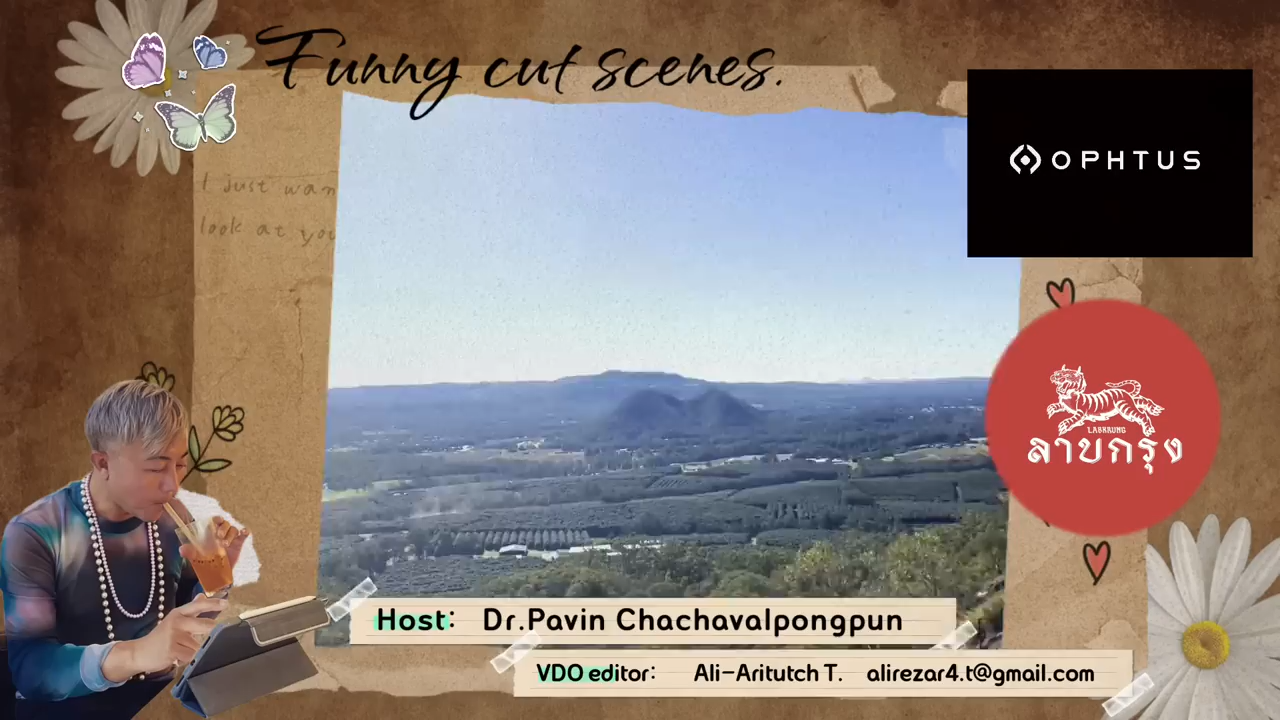 Funny cut scenes.
OPHTUS
I just wan
look at you
LABKRUNG
ลาบกรุง
Host: Dr.Pavin Chachavalpongpun
VDO editor: Ali-Aritutch T. alirezar4.t@gmail.com